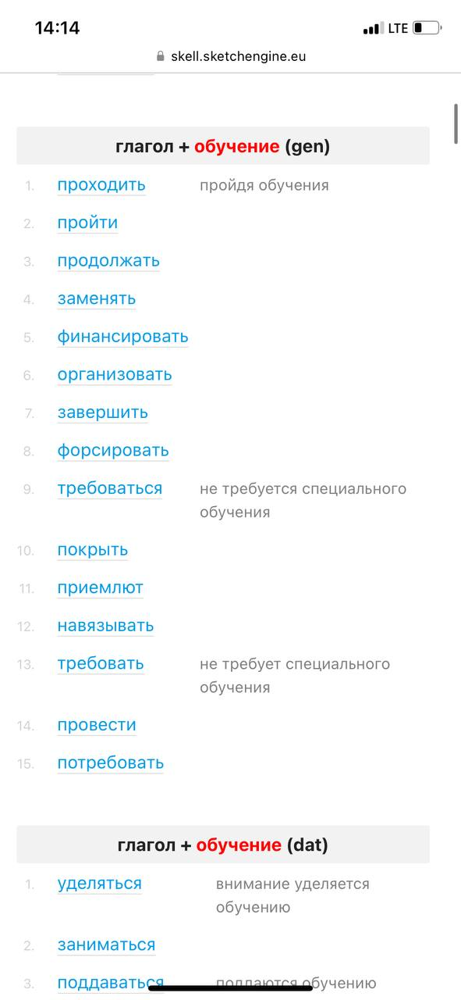 14:14 LTE
skell.sketchengine.eu
глагол + обучение (gen)
1. проходить пройдя обучения
2. пройти
3. продолжать
4. заменять
5. финансировать
6. организовать
7. завершить
8. форсировать
9. требоваться не требуется специального
обучения
10. покрыть
11. приемлют
12. навязывать
13. требовать не требует специального
обучения
14. провести
15. потребовать
глагол + обучение (dat)
1. уделяться внимание уделяется
обучению
2. заниматься
3. поддаваться поддаются обучению